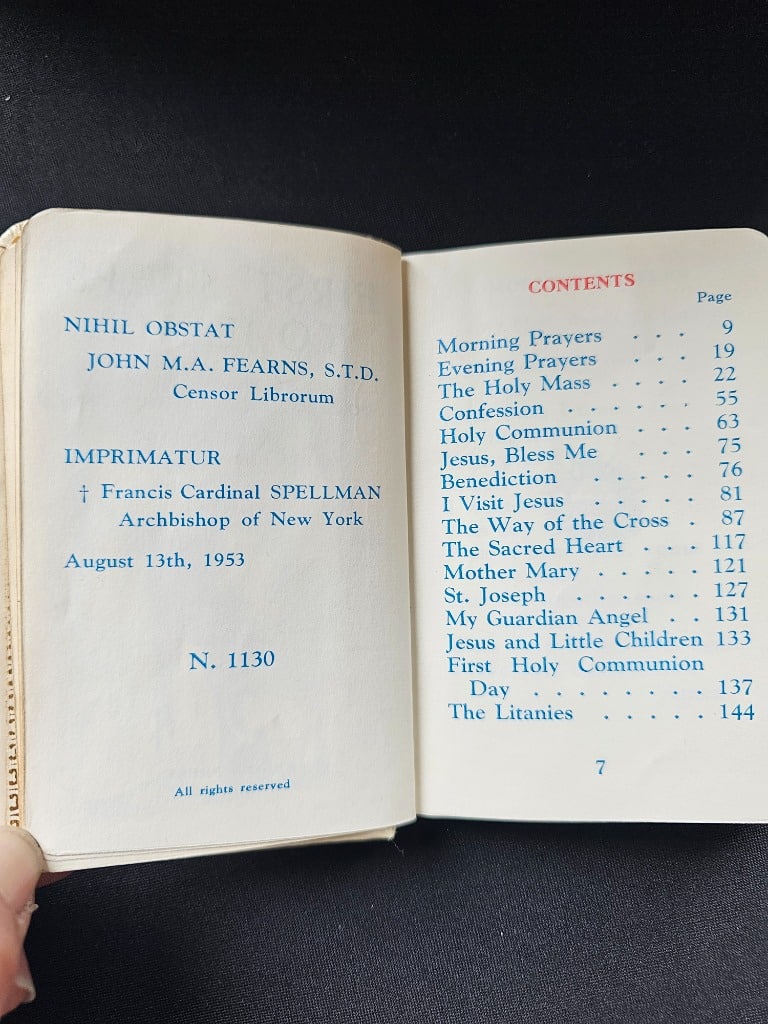 NIHIL OBSTAT
JOHN M.A. FEARNS, S.T.D.
Censor Librorum
IMPRIMATUR
† Francis Cardinal SPELLMAN
Archbishop of New York
August 13th, 1953
N. 1130
All rights reserved
CONTENTS
Page
Morning Prayers . . . 9
Evening Prayers . . . 19
The Holy Mass . . . . 22
Confession . . . . . . 55
Holy Communion . . . 63
Jesus, Bless Me . . . 75
Benediction . . . . . 76
I Visit Jesus . . . . . 81
The Way of the Cross . 87
The Sacred Heart . . . 117
Mother Mary . . . . . 121
St. Joseph . . . . . . 127
My Guardian Angel . . 131
Jesus and Little Children 133
First Holy Communion
Day . . . . . . . . 137
The Litanies . . . . . 144
7